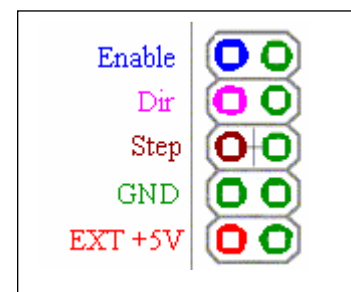 Enable
Dir
Step
GND
EXT +5V